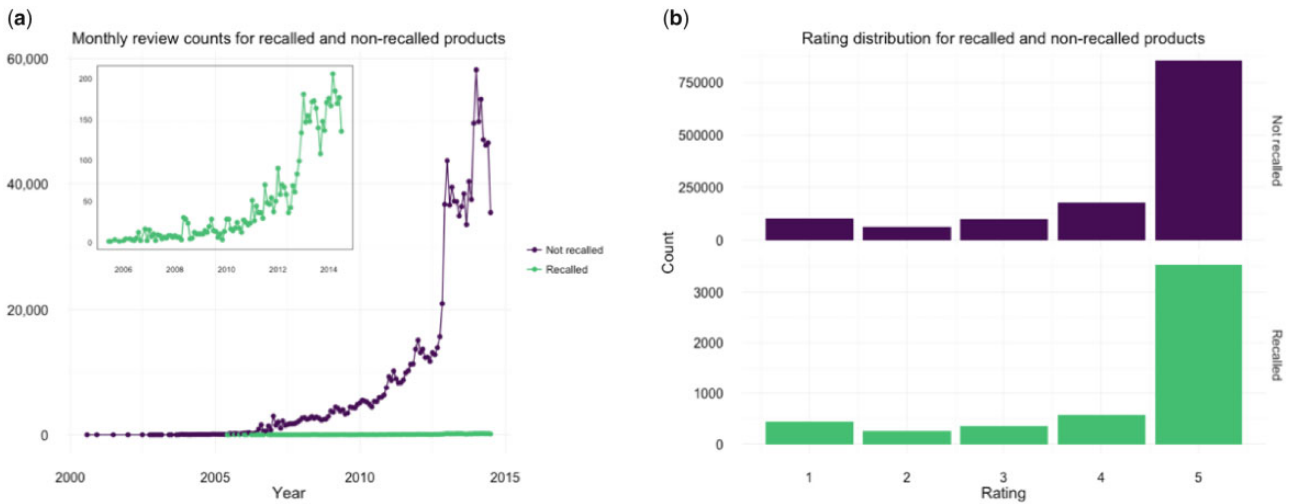 (a)
Monthly review counts for recalled and non-recalled products
60,000
40,000
20,000
0
200
150
100
50
0
2006 2008 2010 2012 2014
Not recalled
Recalled
2000 2005 2010 2015
Year
(b)
Rating distribution for recalled and non-recalled products
Count
750000
500000
250000
0
Not recalled
3000
2000
1000
0
Recalled
1 2 3 4 5
Rating